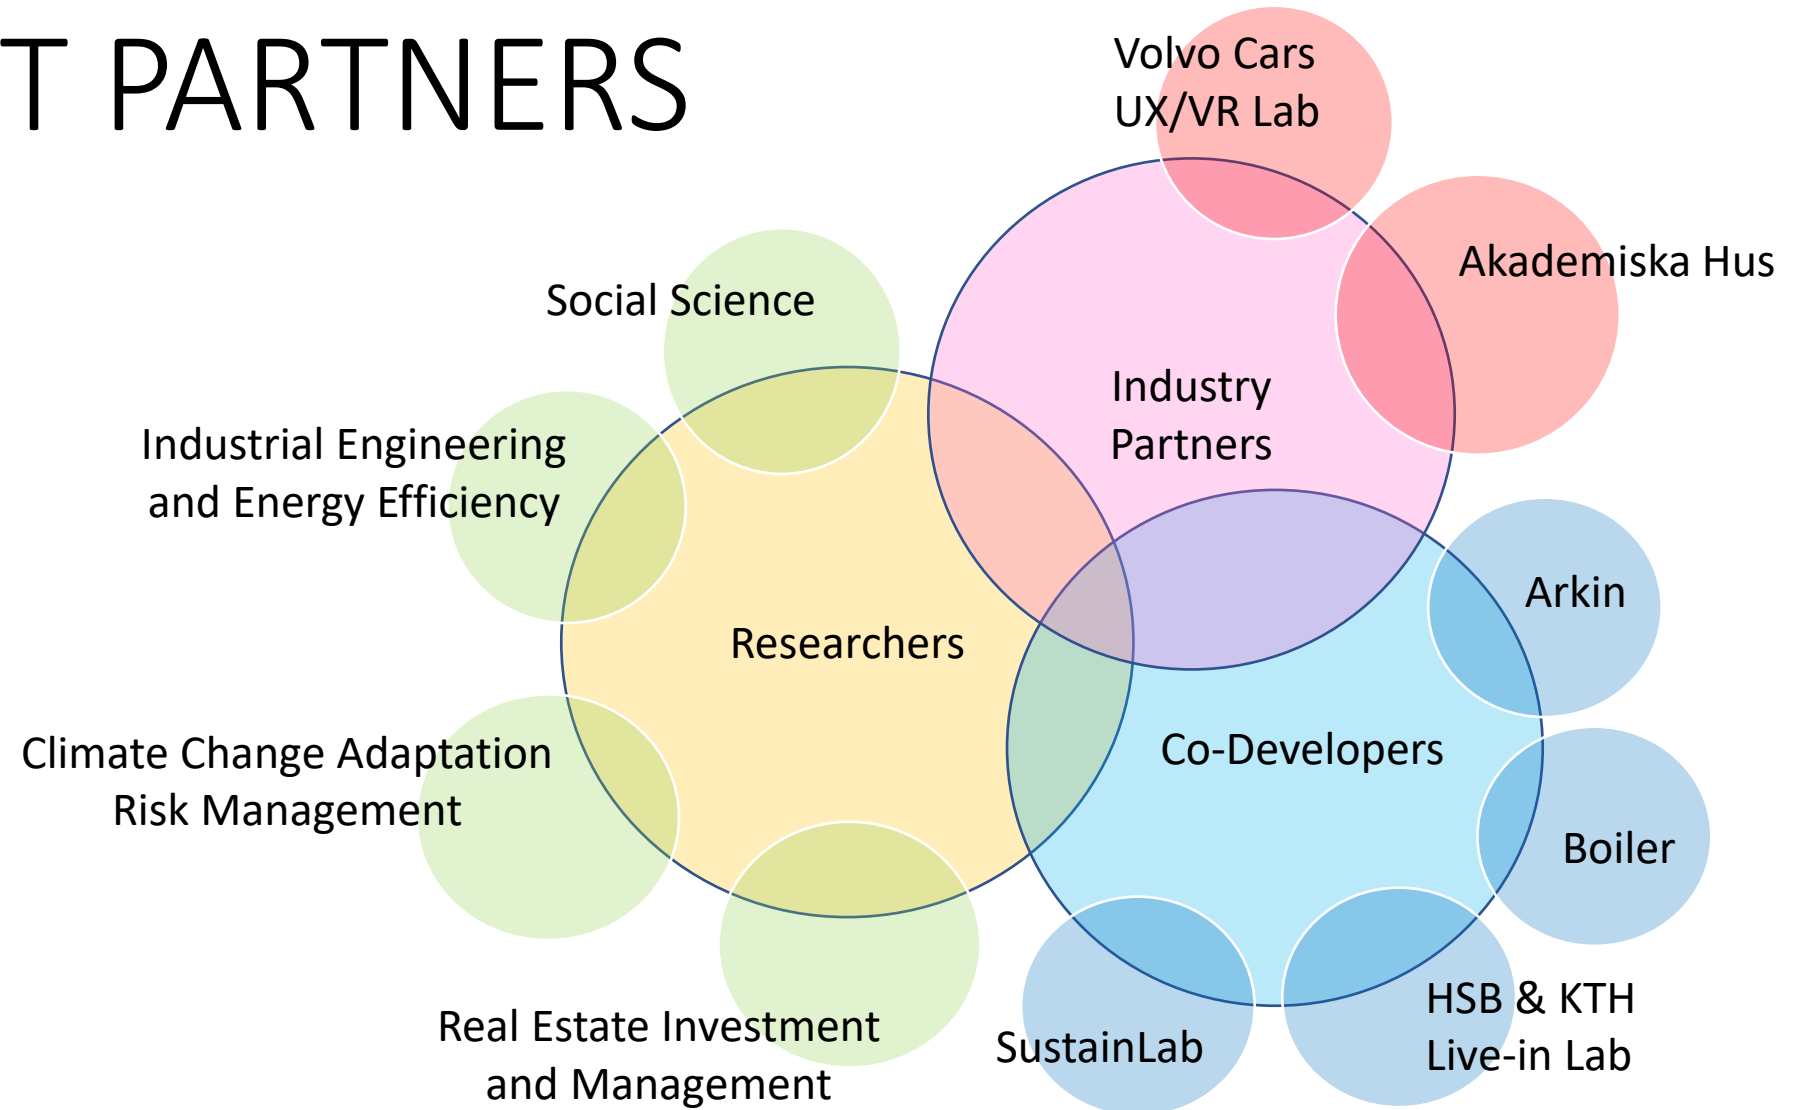 T PARTNERS
Volvo Cars
UX/VR Lab
Akademiska Hus
Social Science
Industry
Partners
Industrial Engineering
and Energy Efficiency
Arkin
Researchers
Climate Change Adaptation
Risk Management
Co-Developers
Boiler
Real Estate Investment
and Management
SustainLab
HSB & KTH
Live-in Lab